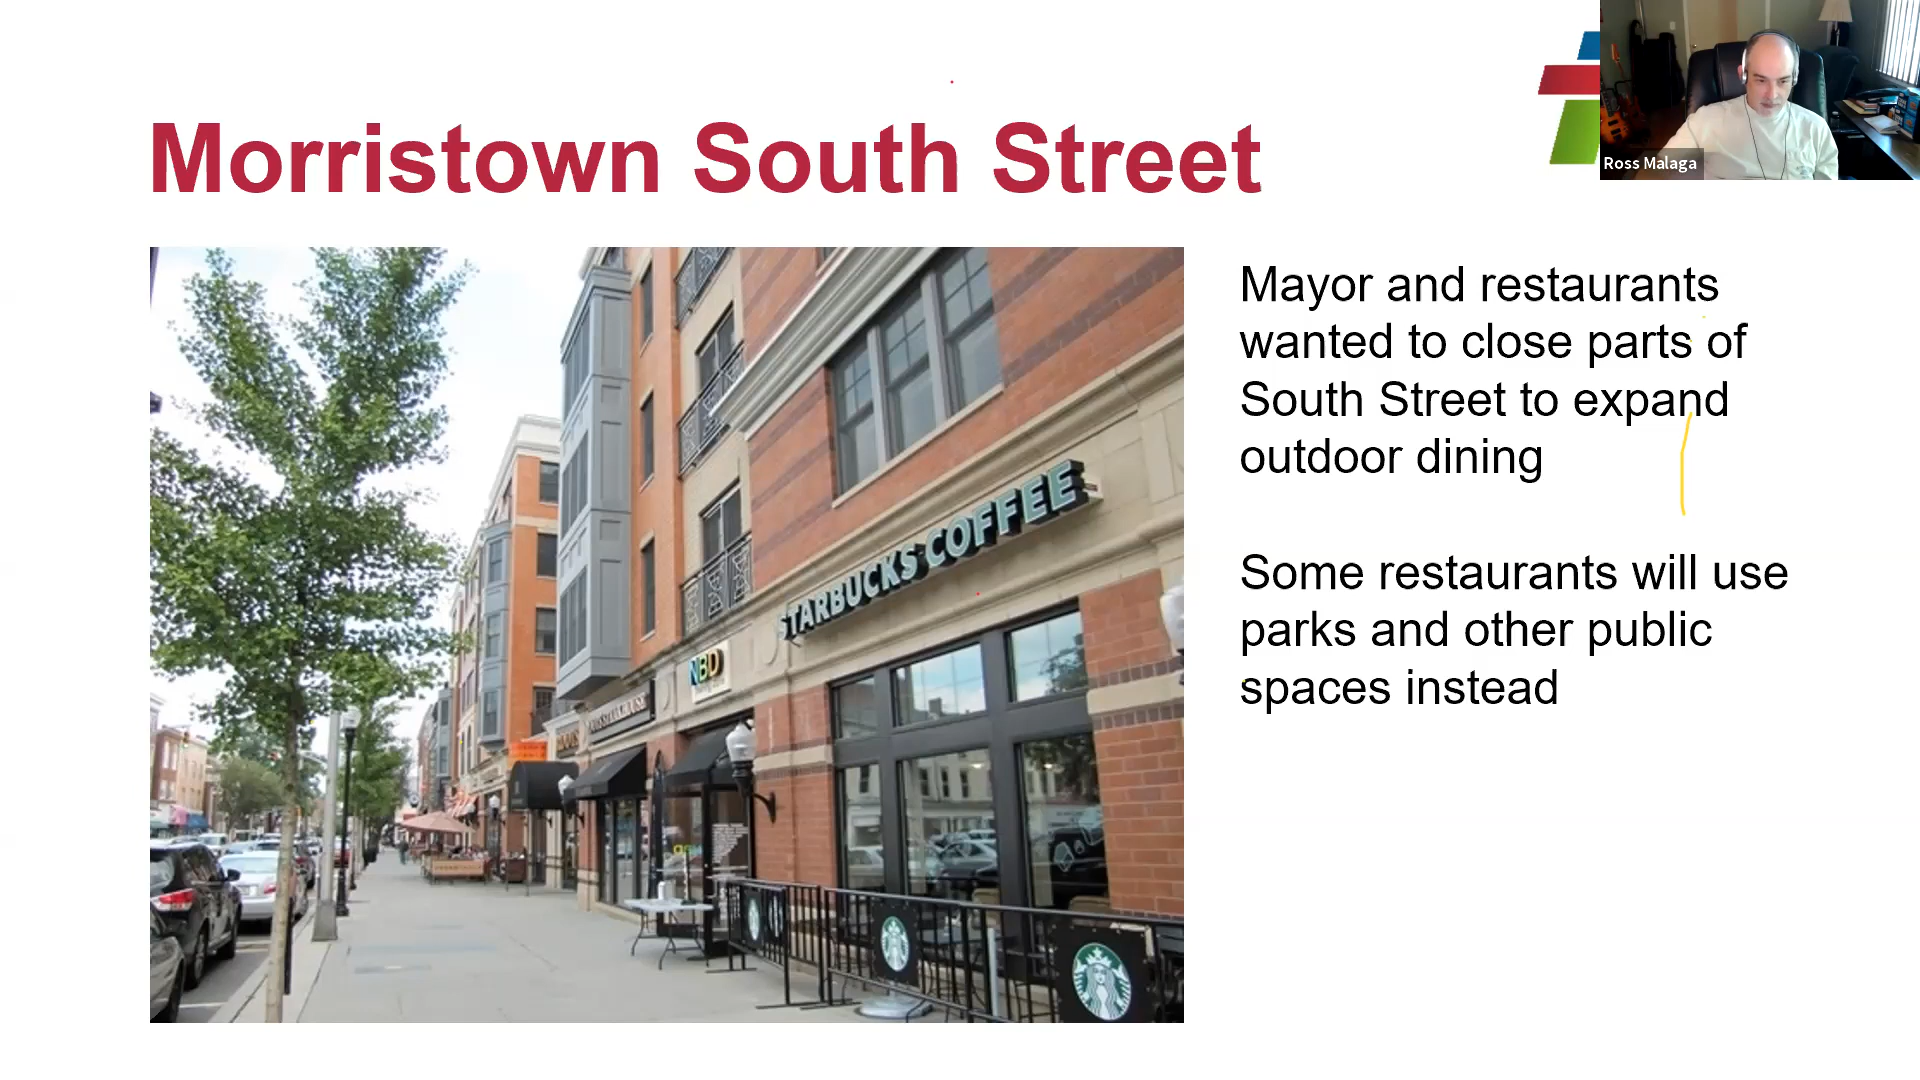 Morristown South Street
Ross Malaga
Mayor and restaurants
wanted to close parts of
South Street to expand
outdoor dining
Some restaurants will use
parks and other public
spaces instead
STARBUCKS COFFEE
NBD